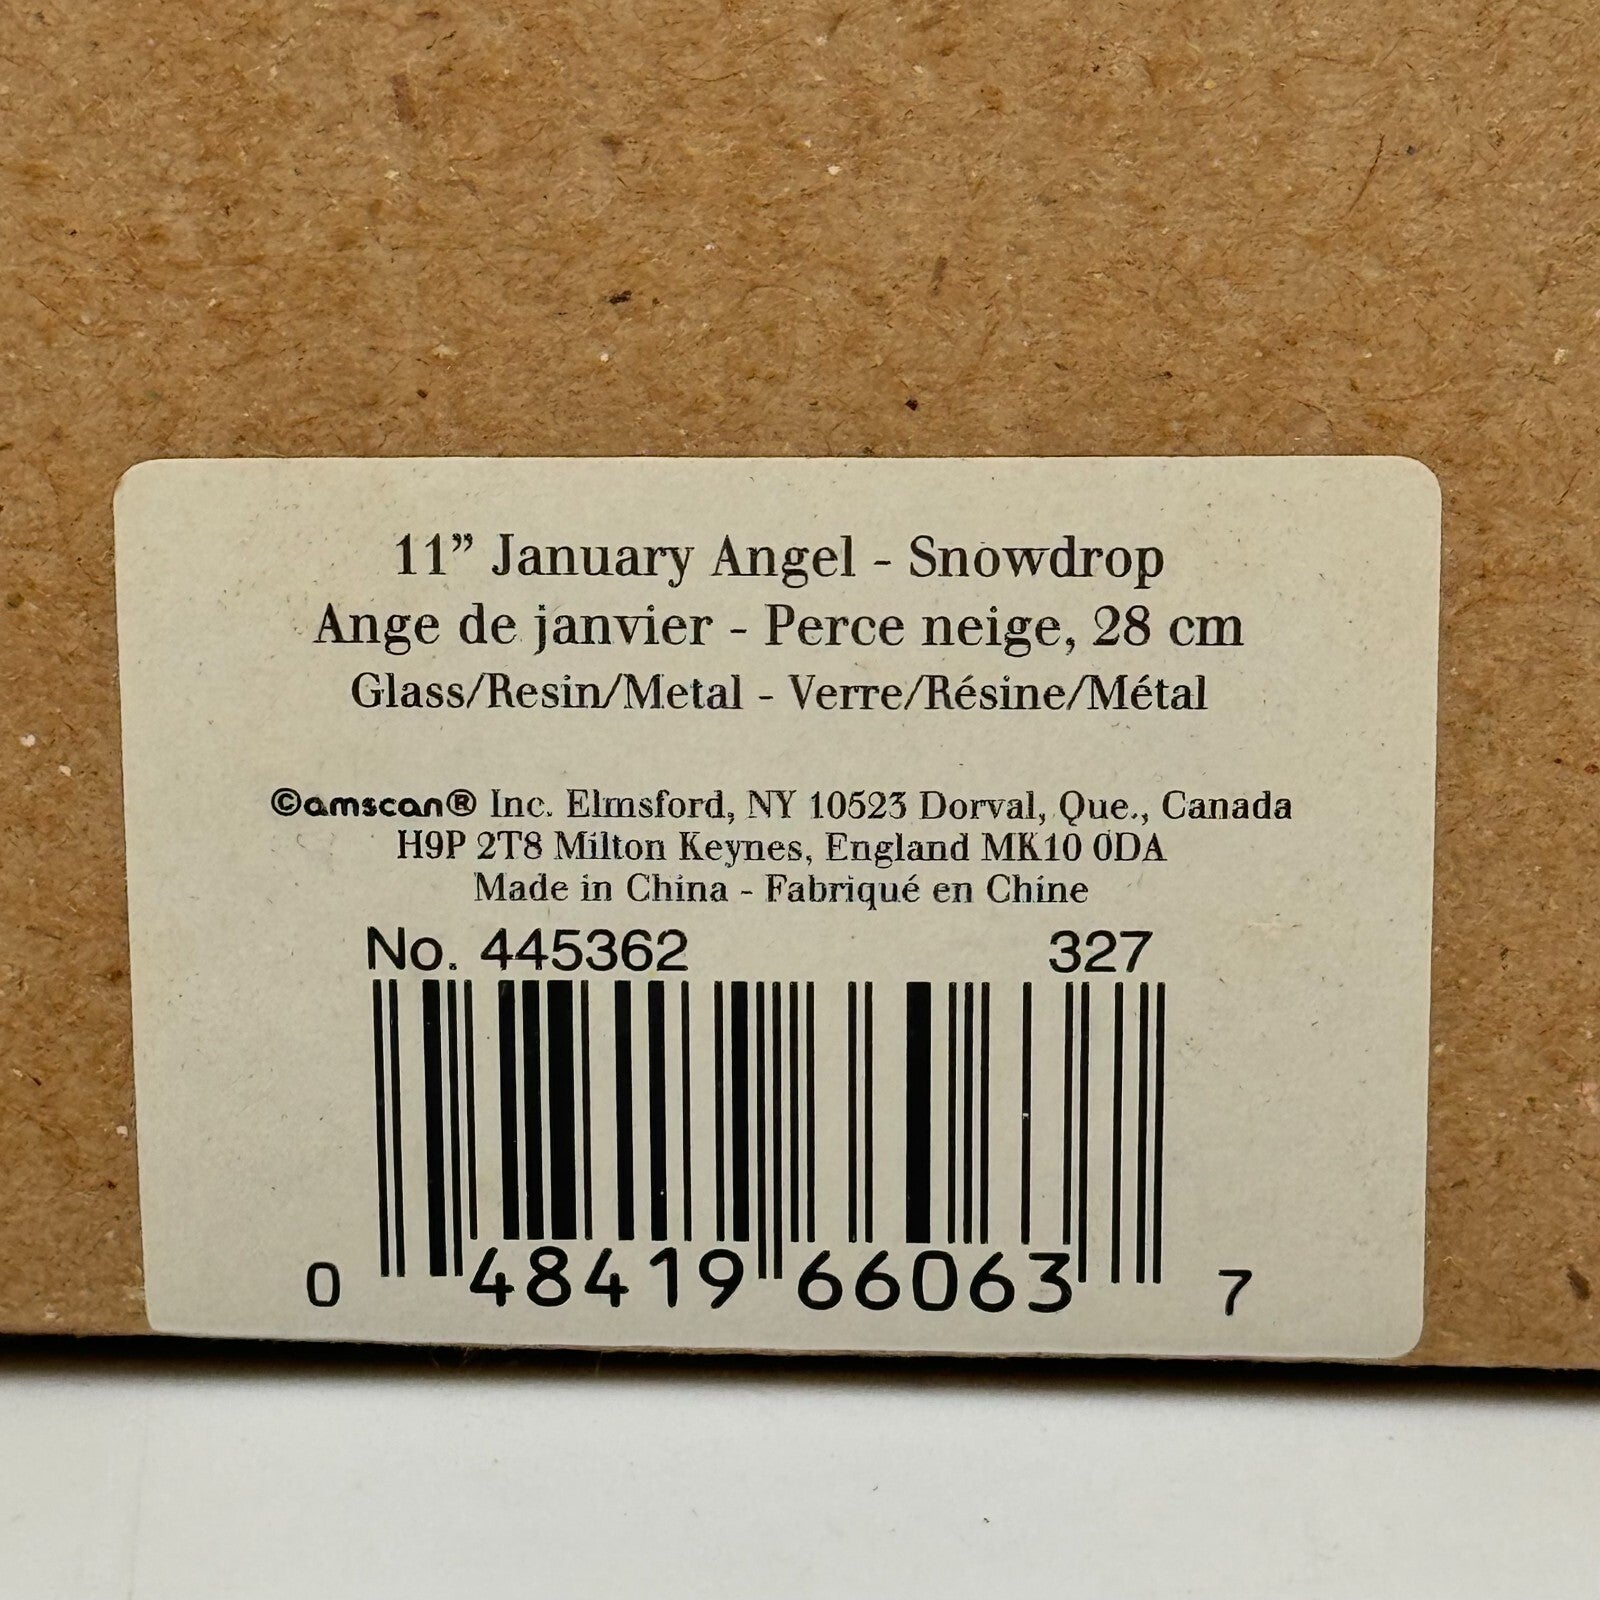 11” January Angel - Snowdrop
Ange de janvier - Perce neige, 28 cm
Glass/Resin/Metal - Verre/Résine/Métal
©amscan® Inc. Elmsford, NY 10523 Dorval, Que., Canada
H9P 2T8 Milton Keynes, England MK10 0DA
Made in China - Fabriqué en Chine
No. 445362 327
0 48419 66063 7